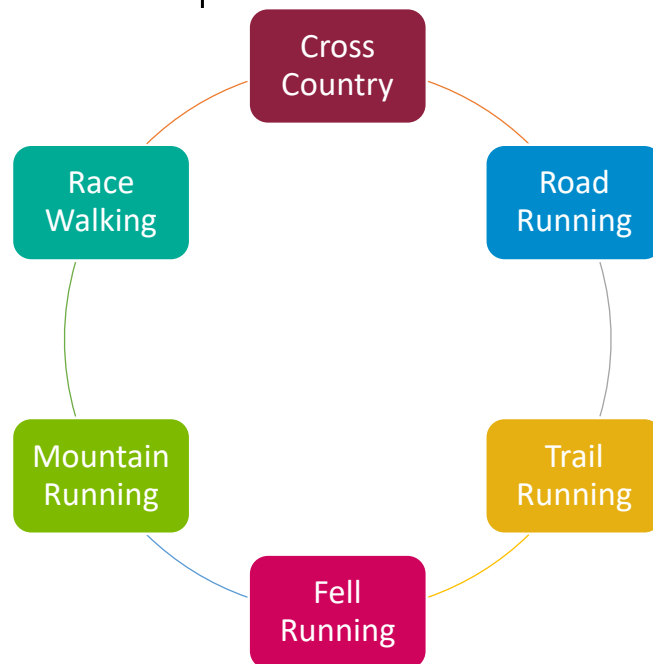 Cross
Country
Road
Running
Trail
Running
Fell
Running
Mountain
Running
Race
Walking